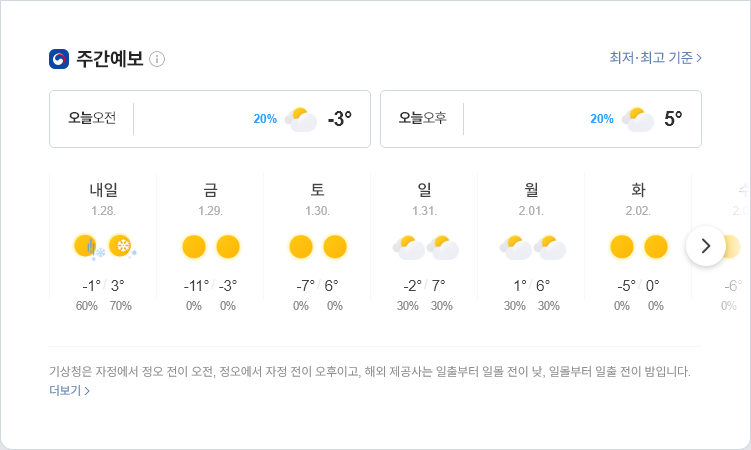 주간예보
최저·최고 기준
오늘오전 20% -3°
오늘오후 20% 5°
내일 금 토 일 월 화 수
1.28. 1.29. 1.30. 1.31. 2.01. 2.02.
-1° / 3° -11° / -3° -7° / 6° -2° / 7° 1° / 6° -5° / 0° -6°
60% 70% 0% 0% 0% 0% 30% 30% 30% 30% 0% 0% 0%
기상청은 자정에서 정오 전이 오전, 정오에서 자정 전이 오후이고, 해외 제공사는 일출부터 일몰 전이 낮, 일몰부터 일출 전이 밤입니다.
더보기